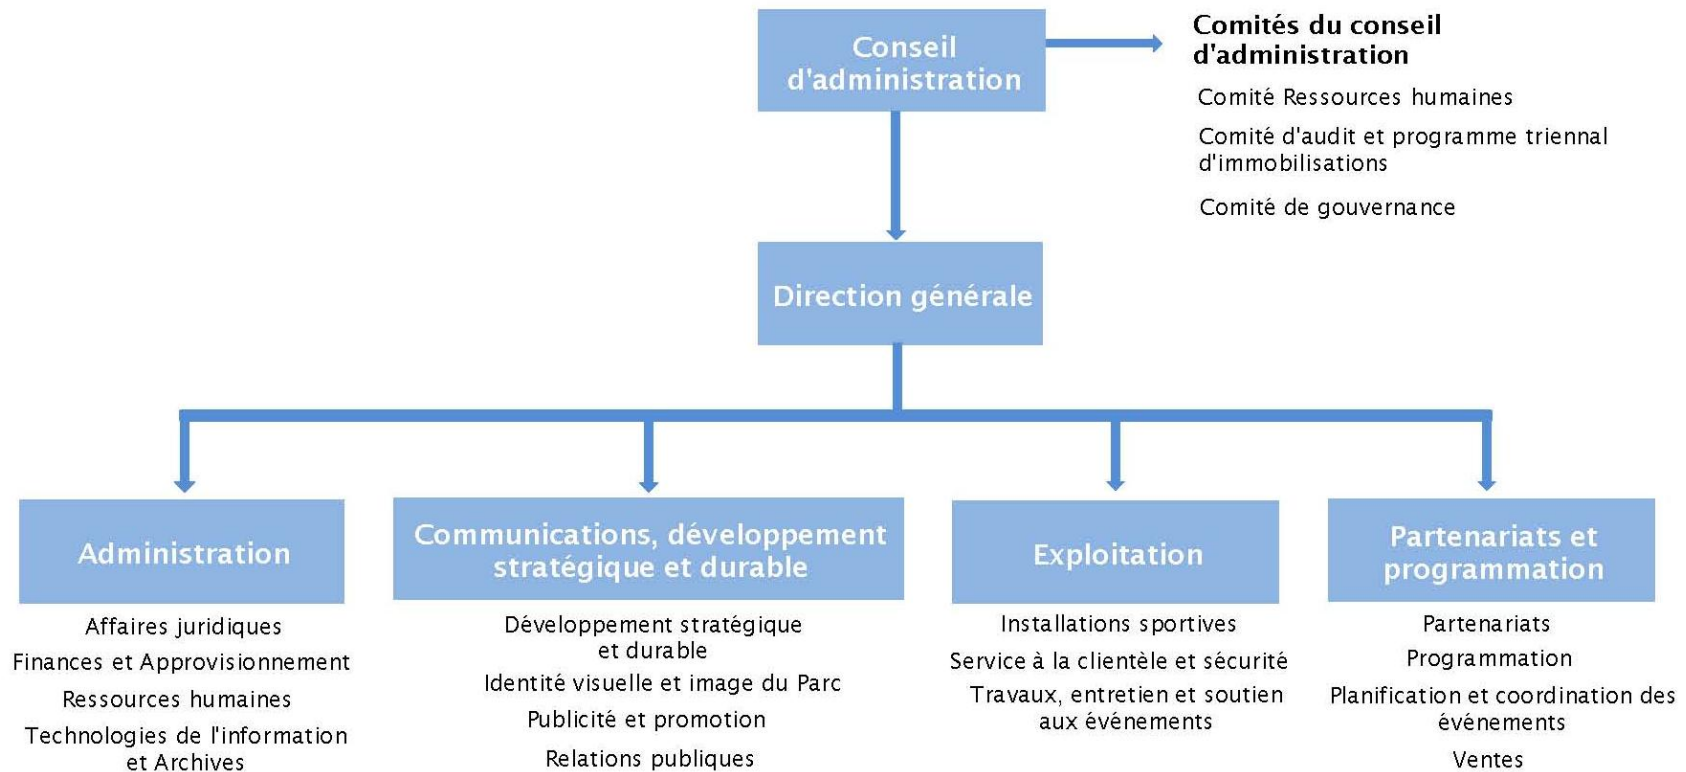 Conseil
d'administration
Comités du conseil
d'administration
Comité Ressources humaines
Comité d'audit et programme triennal
d'immobilisations
Comité de gouvernance
Direction générale
Administration
Affaires juridiques
Finances et Approvisionnement
Ressources humaines
Technologies de l'information
et Archives
Communications, développement
stratégique et durable
Développement stratégique
et durable
Identité visuelle et image du Parc
Publicité et promotion
Relations publiques
Exploitation
Installations sportives
Service à la clientèle et sécurité
Travaux, entretien et soutien
aux événements
Partenariats et
programmation
Partenariats
Programmation
Planification et coordination des
événements
Ventes